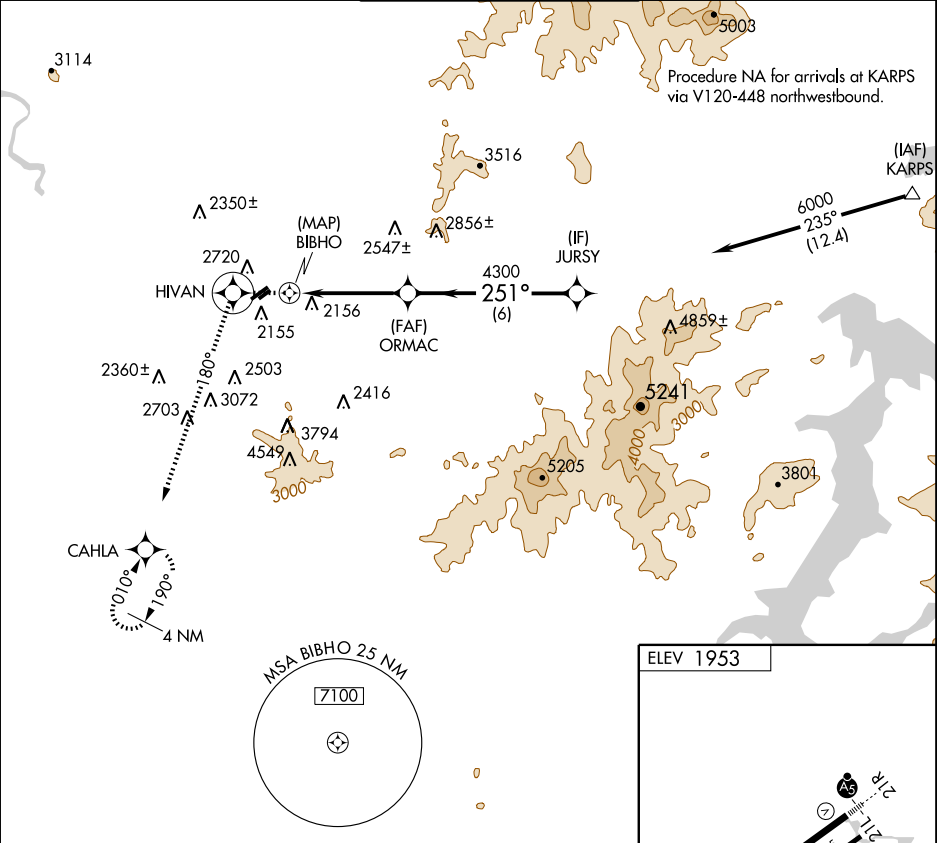 5003
3114
Procedure NA for arrivals at KARPS
via V120-448 northwestbound.
3516
(IAF)
KARPS
6000
235°
(12.4)
2350±
(MAP)
BIBHO
2547±
2856±
(IF)
JURSY
2720
HIVAN
4300
251°
(6)
2156
2155
(FAF)
ORMAC
4859±
180°
2360±
2503
3072
2703
2416
5241
3000
4000
3794
4549
3000
5205
3801
CAHLA
010°
190°
4 NM
MSA BIBHO 25 NM
7100
ELEV 1953
A5
21R
V
21L